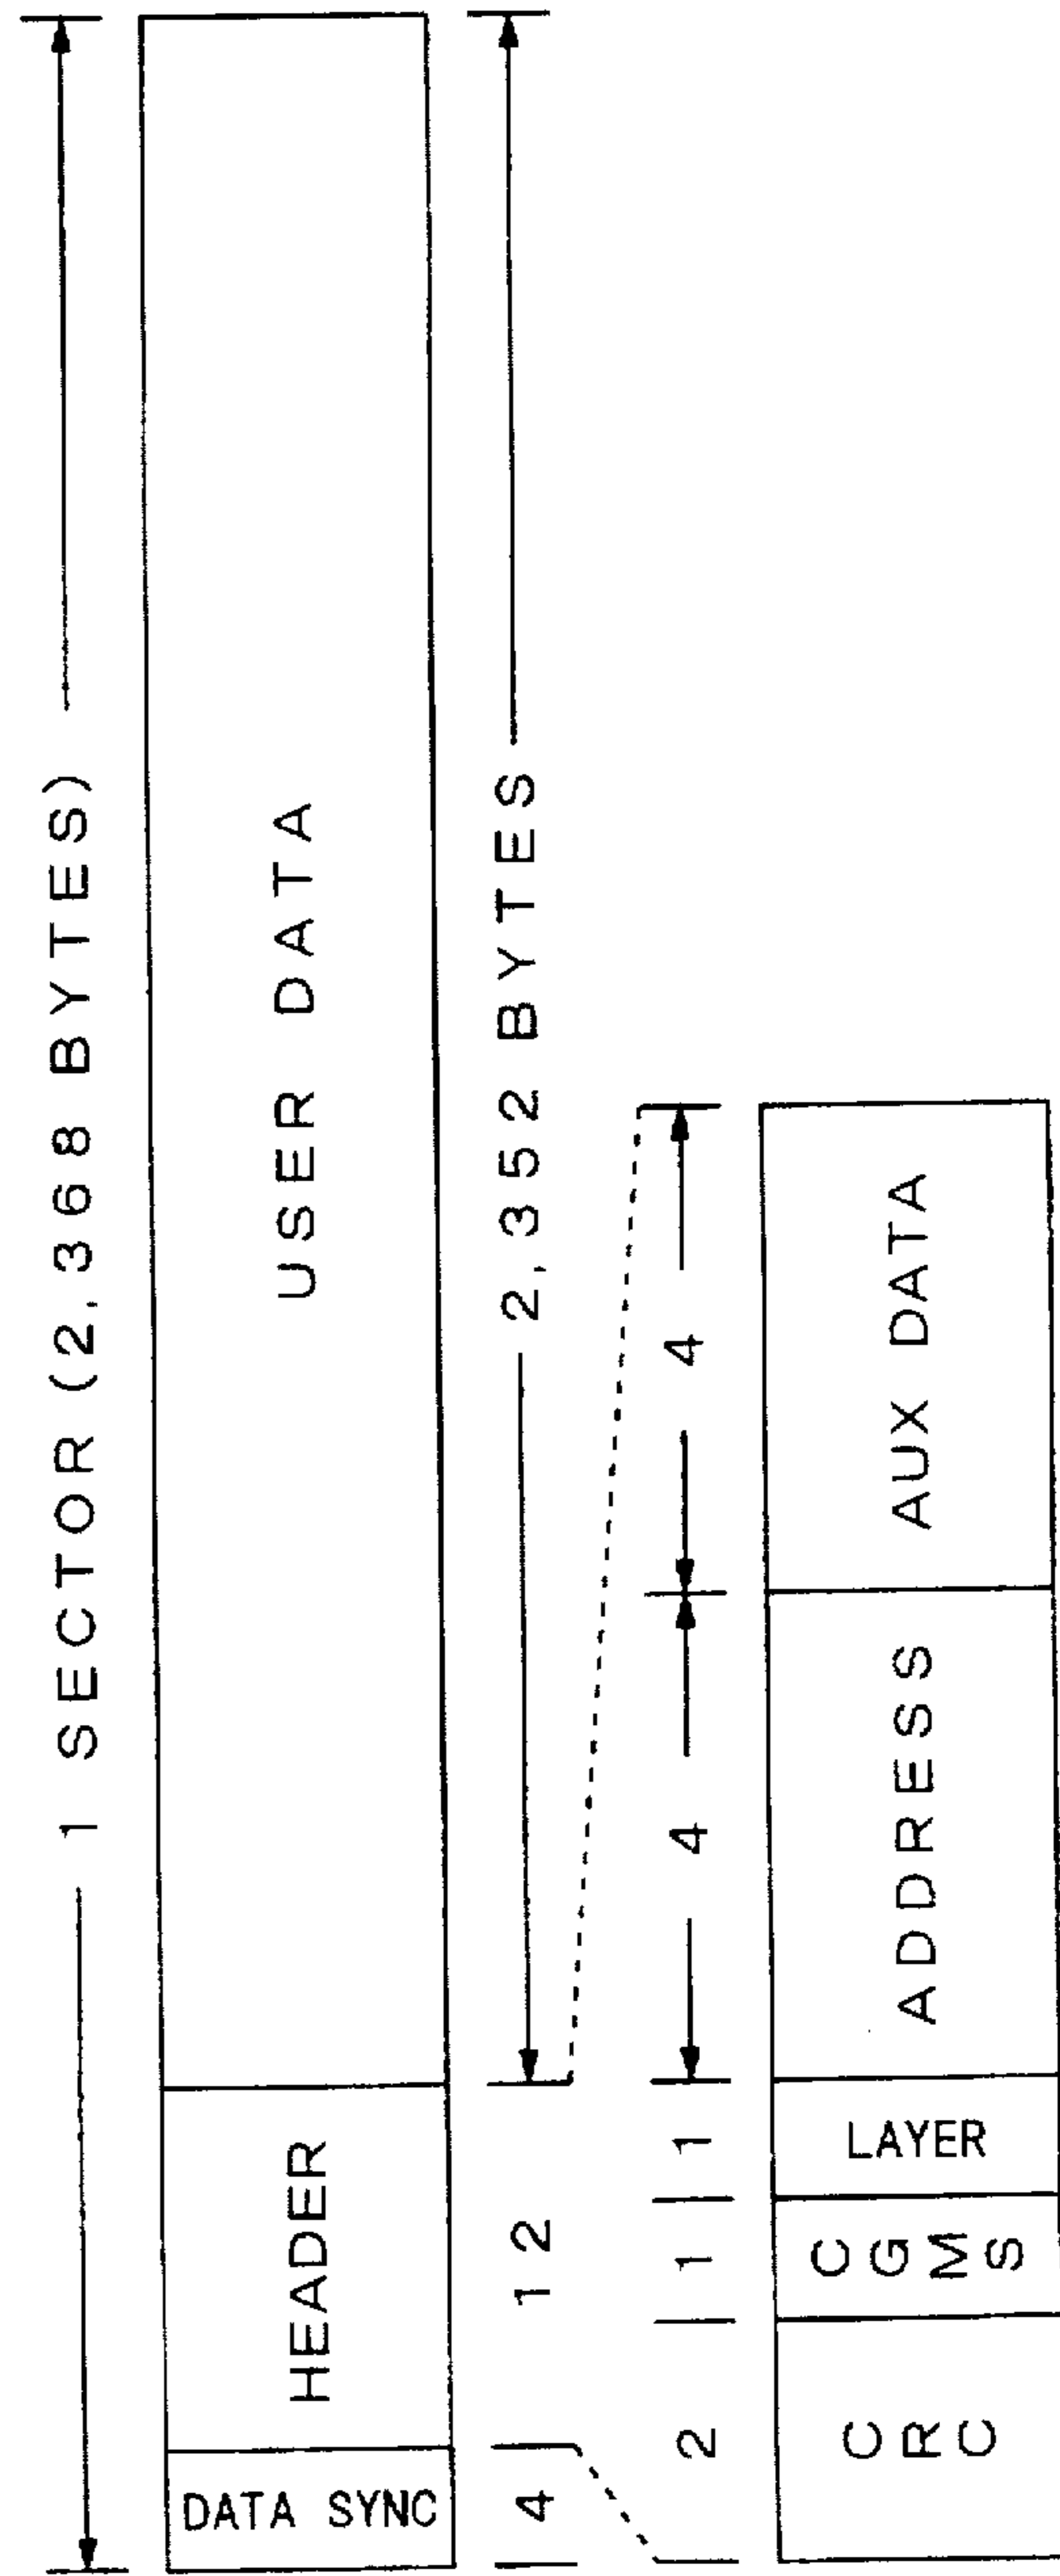 1 SECTOR (2,368 BYTES)
DATA SYNC
HEADER
USER DATA
4
12
2,352 BYTES
2
1
1
4
4
CRC
CGMS
LAYER
ADDRESS
AUX DATA